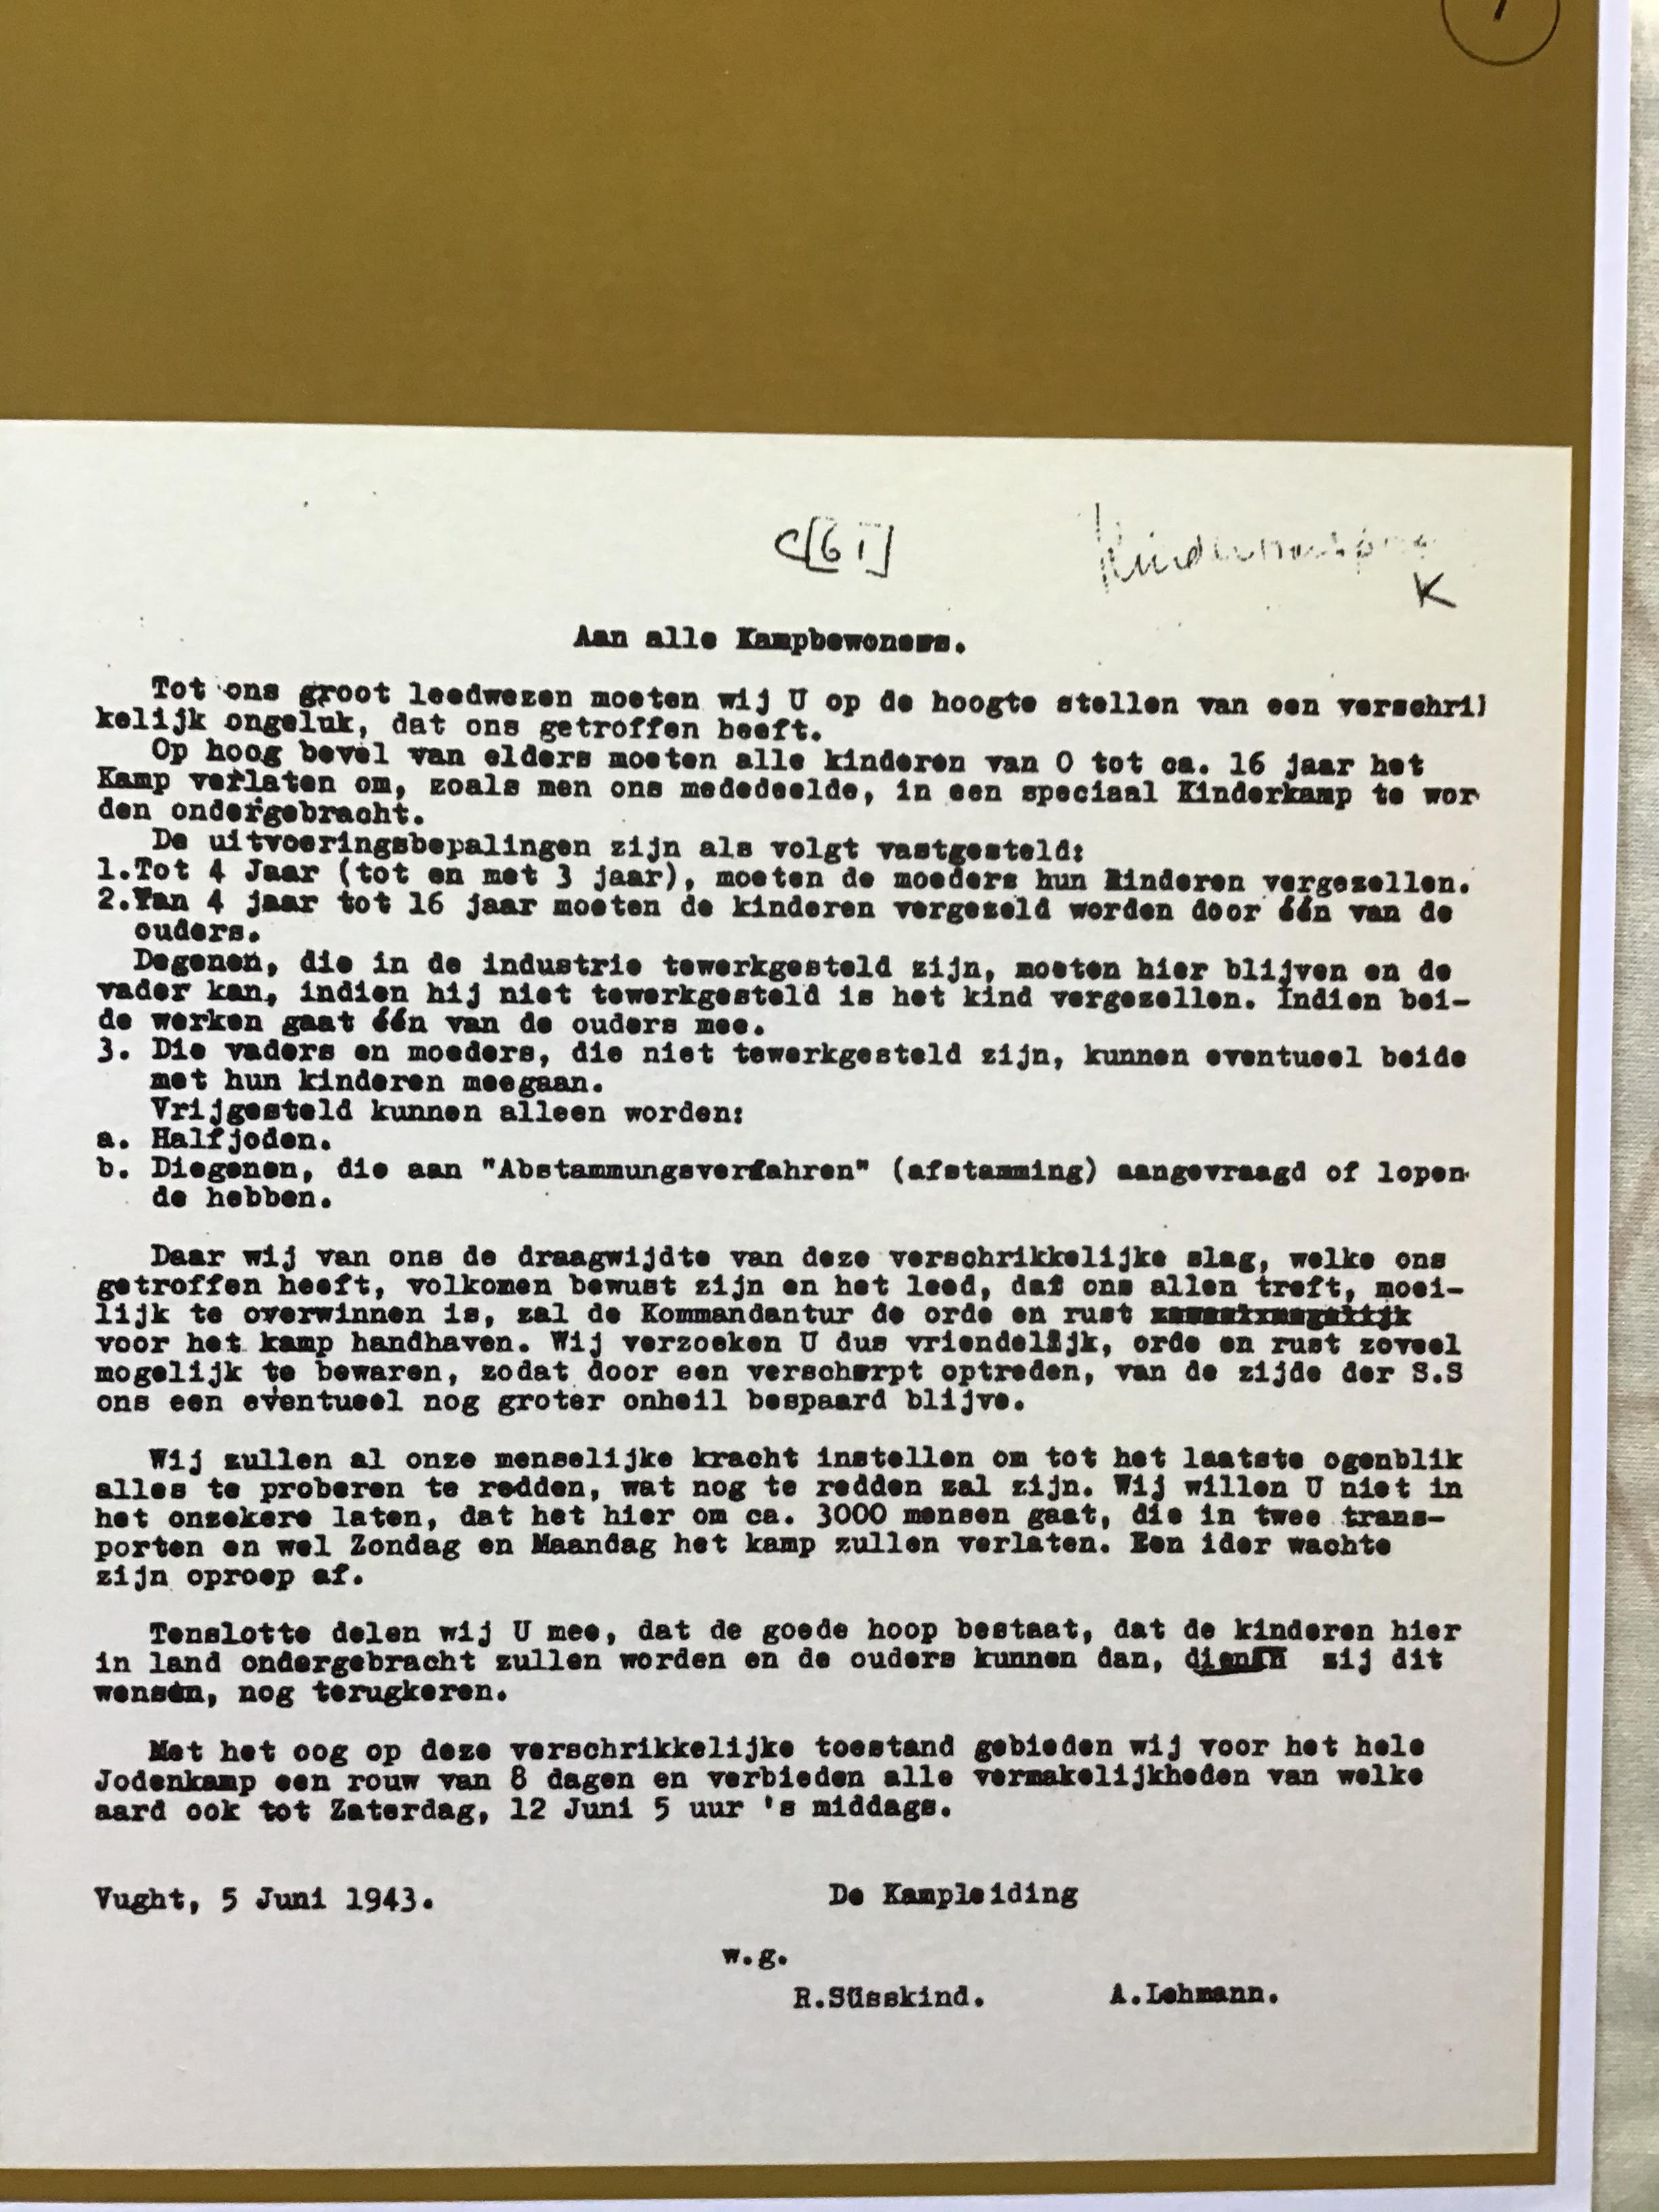 C[61]
K
Aan alle Kampbewoners.
Tot ons groot leedwezen moeten wij U op de hoogte stellen van een verschrik
kelijk ongeluk, dat ons getroffen heeft.
Op hoog bevel van elders moeten alle kinderen van 0 tot ca. 16 jaar het
Kamp verlaten om, zoals men ons mededeelde, in een speciaal Kinderkamp te wor
den ondergebracht.
De uitvoeringsbepalingen zijn als volgt vastgesteld:
1.Tot 4 Jaar (tot en met 3 jaar), moeten de moeders hun kinderen vergezellen.
2.Van 4 jaar tot 16 jaar moeten de kinderen vergezeld worden door één van de
ouders.
Degenen, die in de industrie tewerkgesteld zijn, moeten hier blijven en de
vader kan, indien hij niet tewerkgesteld is het kind vergezellen. Indien bei-
de werken gaat één van de ouders mee.
3. Die vaders en moeders, die niet tewerkgesteld zijn, kunnen eventueel beide
met hun kinderen meegaan.
Vrijgesteld kunnen alleen worden:
a. Halfjoden.
b. Diegenen, die aan "Abstammungsverfahren" (afstamming) aangevraagd of lopen-
de hebben.
Daar wij van ons de draagwijdte van deze verschrikkelijke slag, welke ons
getroffen heeft, volkomen bewust zijn en het leed, dat ons allen treft, moei-
lijk te overwinnen is, zal de Kommandantur de orde en rust
voor het kamp handhaven. Wij verzoeken U dus vriendelijk, orde en rust zoveel
mogelijk te bewaren, zodat door een verscherpt optreden, van de zijde der S.S
ons een eventueel nog groter onheil bespaard blijve.
Wij zullen al onze menselijke kracht instellen om tot het laatste ogenblik
alles te proberen te redden, wat nog te redden zal zijn. Wij willen U niet in
het onzekere laten, dat het hier om ca. 3000 mensen gaat, die in twee trans-
porten en wel Zondag en Maandag het kamp zullen verlaten. Een ider wachte
zijn oproep af.
Tenslotte delen wij U mee, dat de goede hoop bestaat, dat de kinderen hier
in land ondergebracht zullen worden en de ouders kunnen dan, zij dit
wensen, nog terugkeren.
Met het oog op deze verschrikkelijke toestand gebieden wij voor het hele
Jodenkamp een rouw van 8 dagen en verbieden alle vermakelijkheden van welke
aard ook tot Zaterdag, 12 Juni 5 uur 's middags.
Vught, 5 Juni 1943. De Kampleiding
w.g.
R.Süsskind. A.Lehmann.